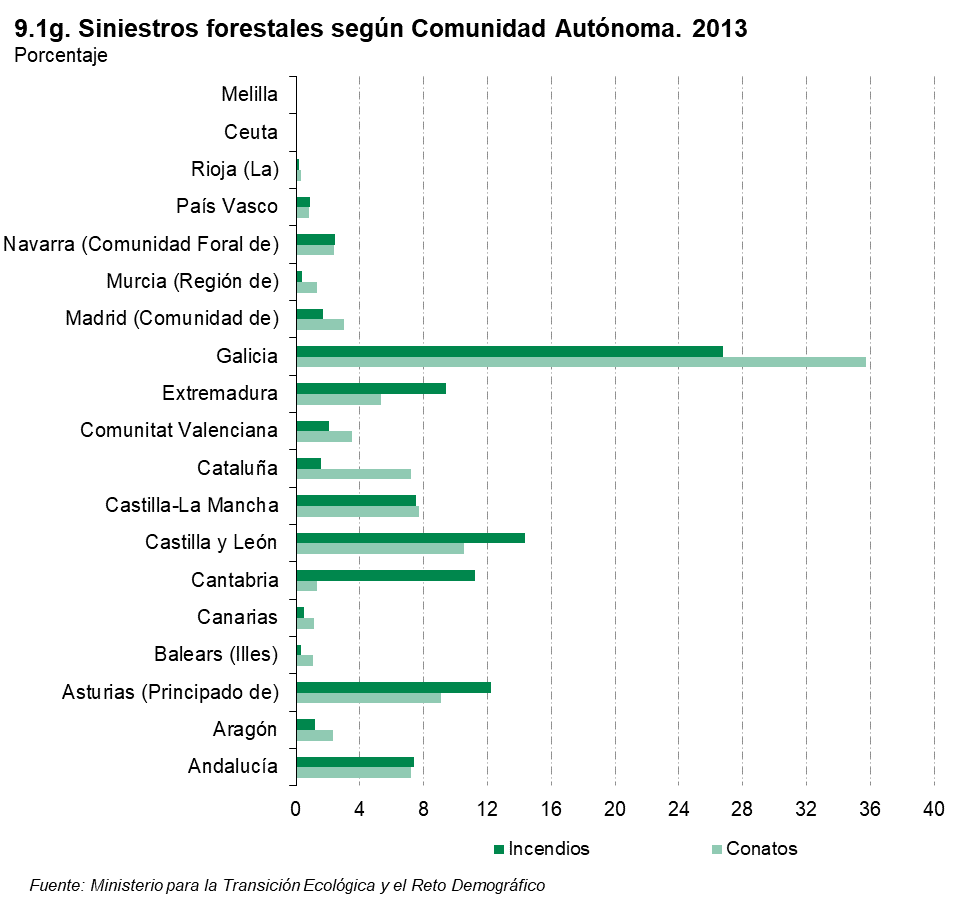 9.1g. Siniestros forestales según Comunidad Autónoma. 2013
Porcentaje
Melilla
Ceuta
Rioja (La)
País Vasco
Navarra (Comunidad Foral de)
Murcia (Región de)
Madrid (Comunidad de)
Galicia
Extremadura
Comunitat Valenciana
Cataluña
Castilla-La Mancha
Castilla y León
Cantabria
Canarias
Balears (Illes)
Asturias (Principado de)
Aragón
Andalucía
0 4 8 12 16 20 24 28 32 36 40
Incendios Conatos
Fuente: Ministerio para la Transición Ecológica y el Reto Demográfico